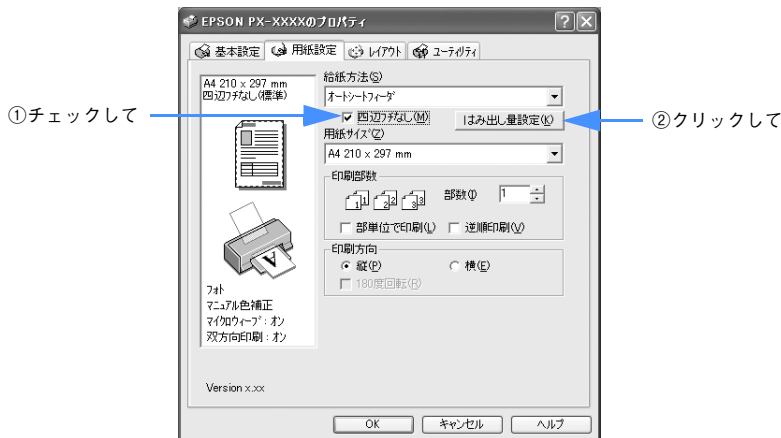 EPSON PX-XXXXのプロパティ
基本設定 用紙設定 レイアウト ユーティリティ
A4 210 x 297 mm
四辺フチなし(標準)
フォト
マニュアル色補正
マイクロウィーブ:オン
双方向印刷:オン
Version x.xx
給紙方法(S)
オートシートフィーダ
①チェックして
四辺フチなし(M)
はみ出し量設定(K)
②クリックして
用紙サイズ(Z)
A4 210 x 297 mm
印刷部数
1 1 2 2 3 3
部数(I) 1
部単位で印刷(L) 逆順印刷(V)
印刷方向
縦(P) 横(E)
180度回転(R)
OK キャンセル ヘルプ